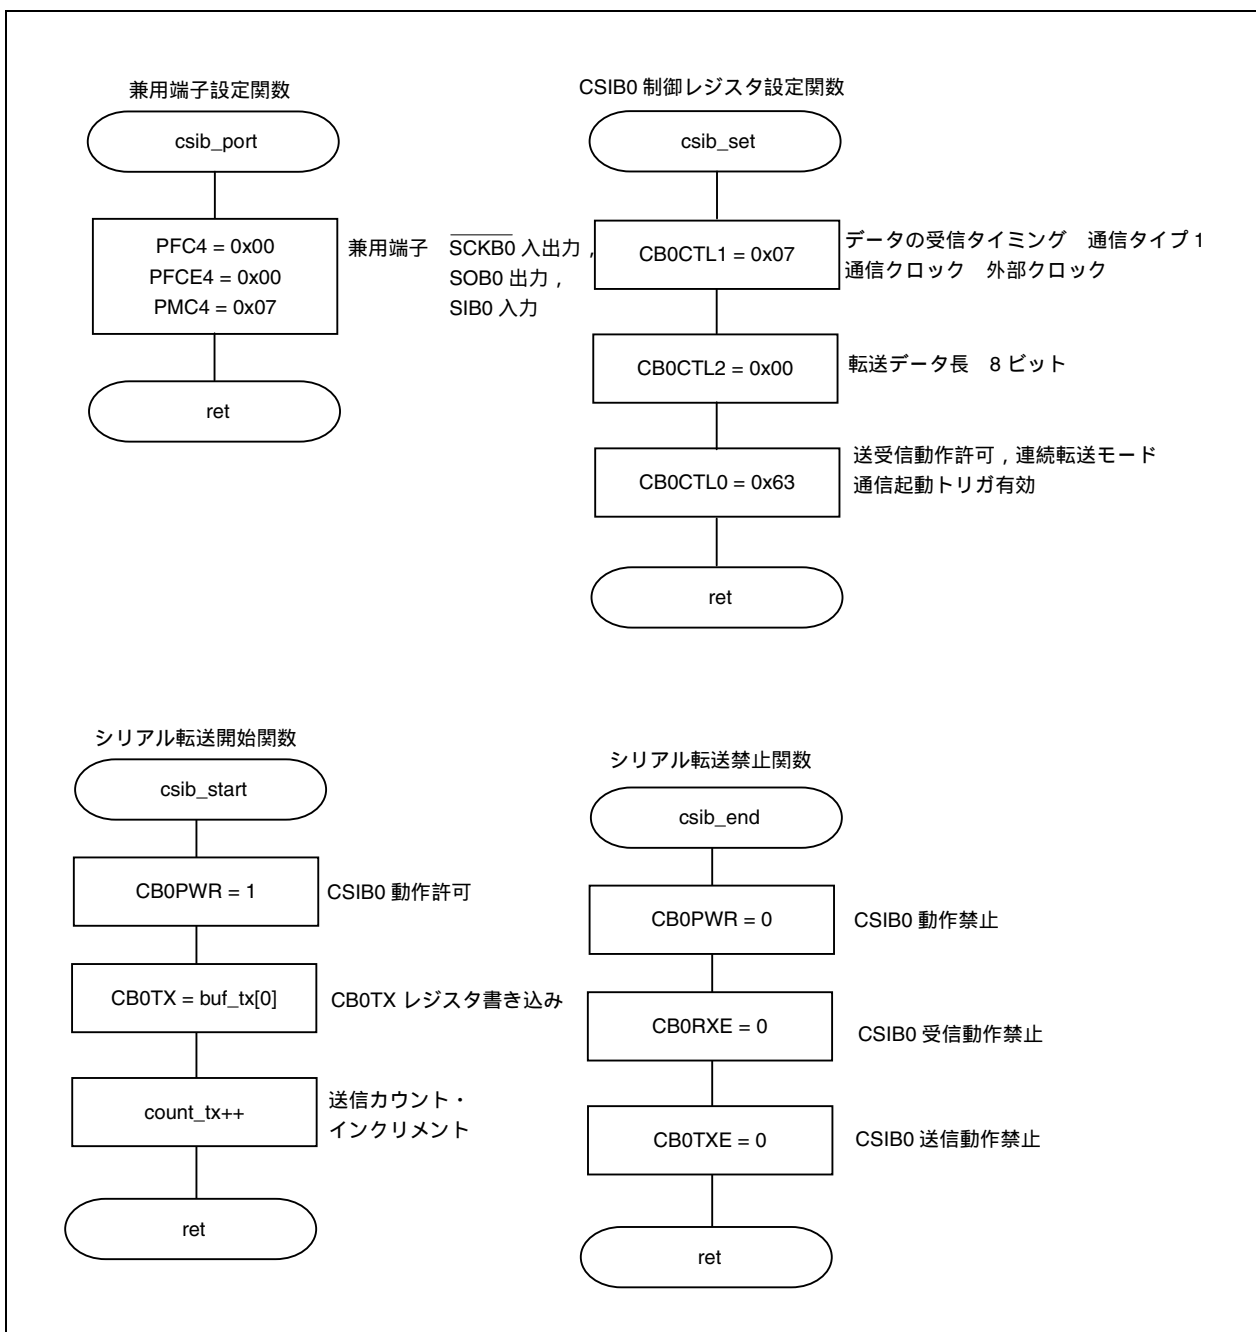 兼用端子設定関数
csib_port
PFC4 = 0x00
PFCE4 = 0x00
PMC4 = 0x07
兼用端子　SCKB0 入出力，
SOB0 出力，
SIB0 入力
ret
CSIB0 制御レジスタ設定関数
csib_set
CB0CTL1 = 0x07
データの受信タイミング　通信タイプ 1
通信クロック　外部クロック
CB0CTL2 = 0x00
転送データ長　8 ビット
CB0CTL0 = 0x63
送受信動作許可，連続転送モード
通信起動トリガ有効
ret
シリアル転送開始関数
csib_start
CB0PWR = 1
CSIB0 動作許可
CB0TX = buf_tx[0]
CB0TX レジスタ書き込み
count_tx++
送信カウント・
インクリメント
ret
シリアル転送禁止関数
csib_end
CB0PWR = 0
CSIB0 動作禁止
CB0RXE = 0
CSIB0 受信動作禁止
CB0TXE = 0
CSIB0 送信動作禁止
ret